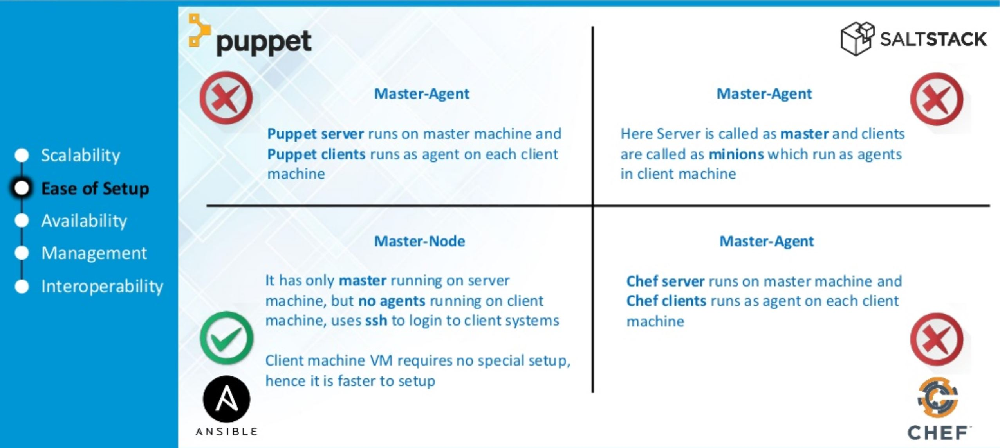 Scalability
Ease of Setup
Availability
Management
Interoperability
puppet
Master-Agent
Puppet server runs on master machine and
Puppet clients runs as agent on each client
machine
SALTSTACK
Master-Agent
Here Server is called as master and clients
are called as minions which run as agents
in client machine
Master-Node
It has only master running on server
machine, but no agents running on client
machine, uses ssh to login to client systems
Client machine VM requires no special setup,
hence it is faster to setup
ANSIBLE
Master-Agent
Chef server runs on master machine and
Chef clients runs as agent on each client
machine
CHEF